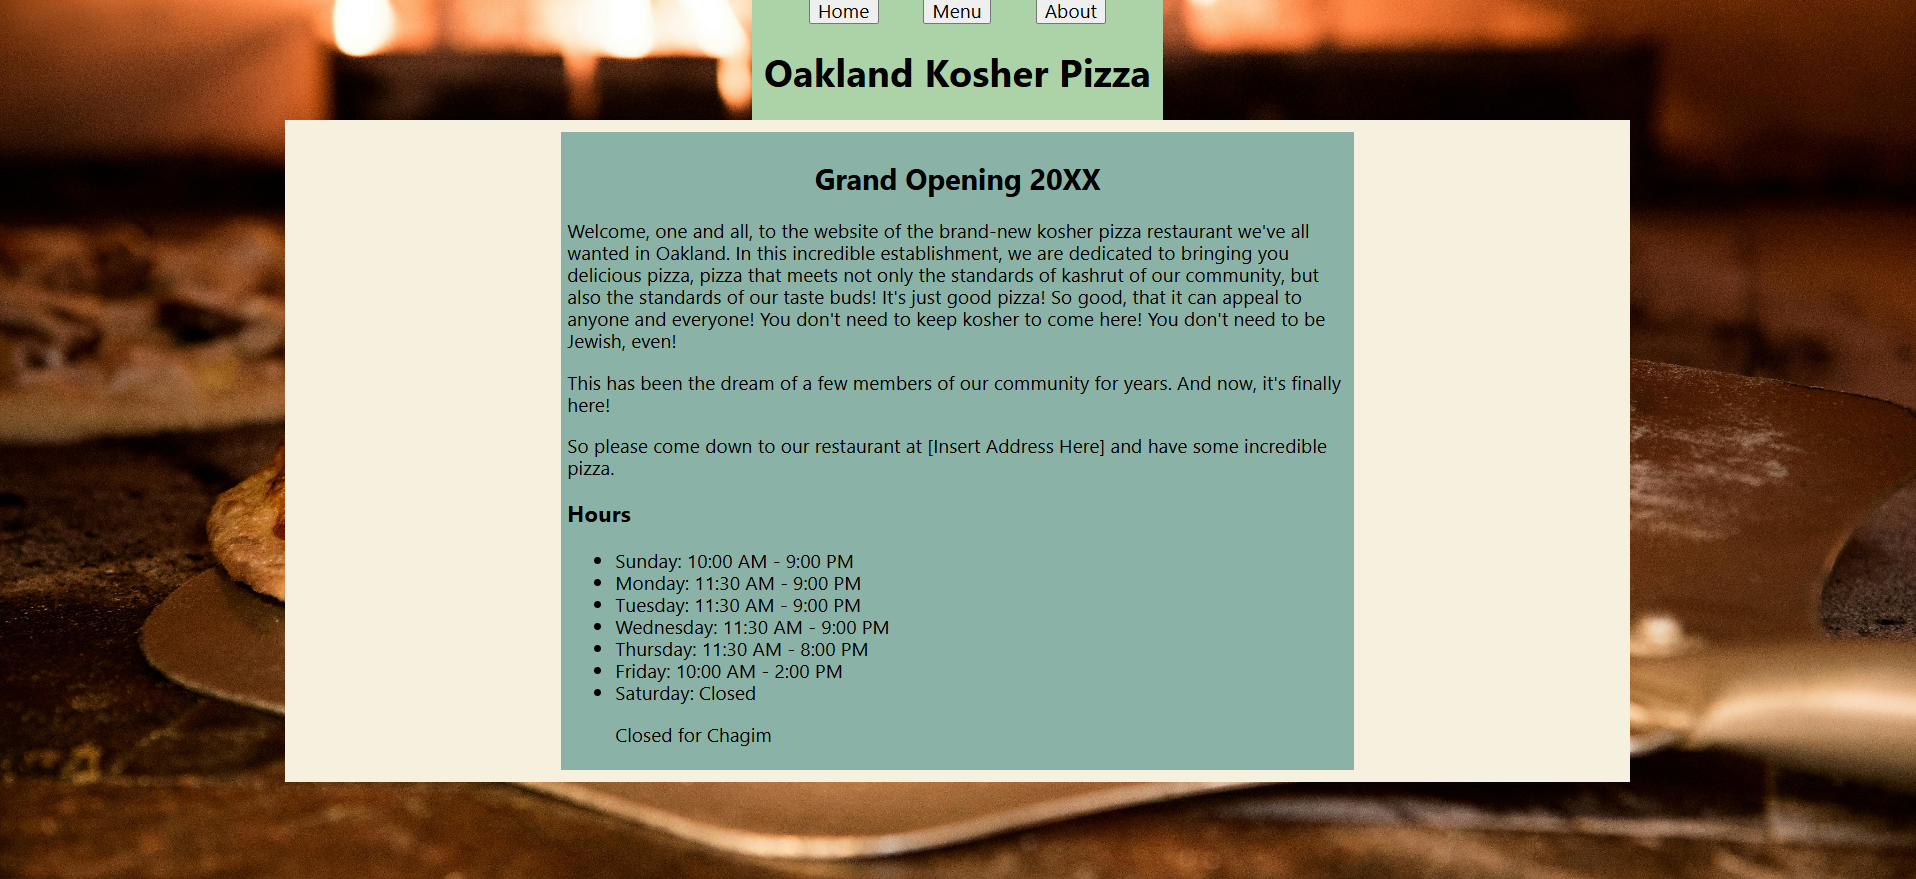 Home Menu About
Oakland Kosher Pizza
Grand Opening 20XX
Welcome, one and all, to the website of the brand-new kosher pizza restaurant we've all
wanted in Oakland. In this incredible establishment, we are dedicated to bringing you
delicious pizza, pizza that meets not only the standards of kashrut of our community, but
also the standards of our taste buds! It's just good pizza! So good, that it can appeal to
anyone and everyone! You don't need to keep kosher to come here! You don't need to be
Jewish, even!
This has been the dream of a few members of our community for years. And now, it's finally
here!
So please come down to our restaurant at [Insert Address Here] and have some incredible
pizza.
Hours
• Sunday: 10:00 AM - 9:00 PM
• Monday: 11:30 AM - 9:00 PM
• Tuesday: 11:30 AM - 9:00 PM
• Wednesday: 11:30 AM - 9:00 PM
• Thursday: 11:30 AM - 8:00 PM
• Friday: 10:00 AM - 2:00 PM
• Saturday: Closed
Closed for Chagim